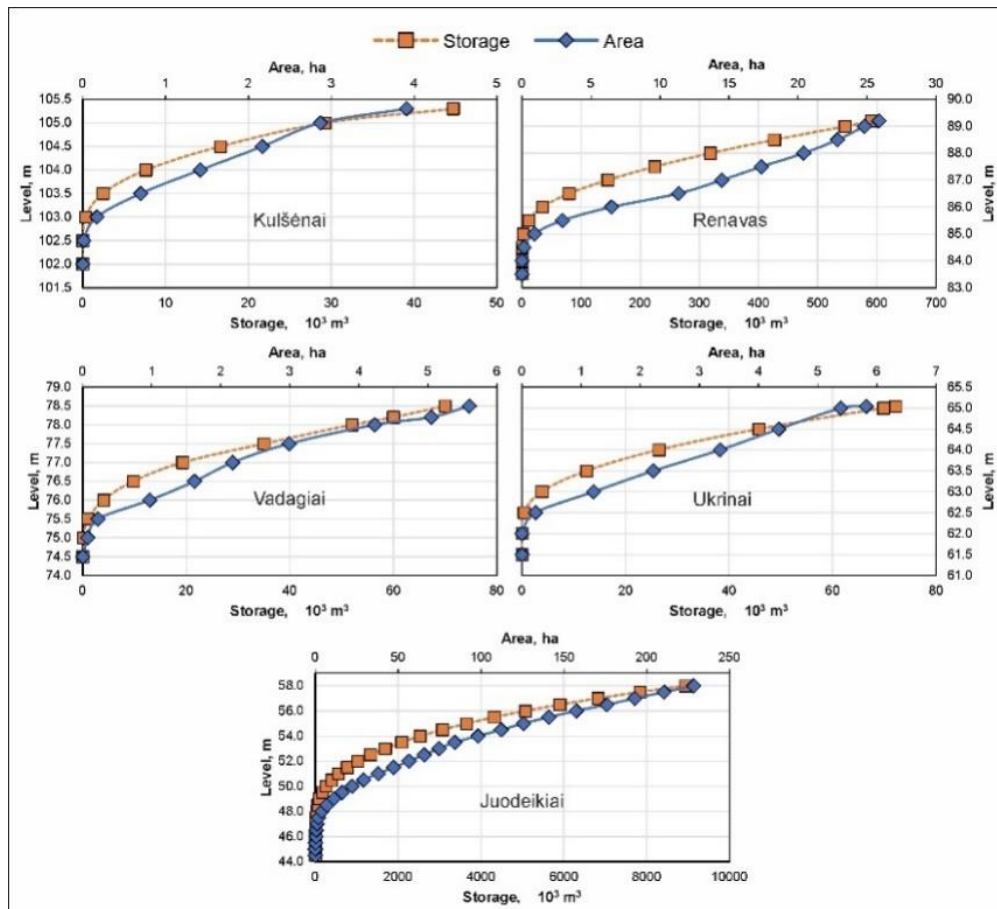 Storage Area
Area, ha
0 1 2 3 4 5
Level, m
105.5
105.0
104.5
104.0
103.5
103.0
102.5
102.0
101.5
Kulšėnai
0 10 20 30 40 50
Storage, 10³ m³
Area, ha
0 5 10 15 20 25 30
90.0
89.0
88.0
87.0
86.0
85.0
84.0
83.0
Level, m
Renavas
0 100 200 300 400 500 600 700
Storage, 10³ m³
Area, ha
0 1 2 3 4 5 6
Level, m
79.0
78.5
78.0
77.5
77.0
76.5
76.0
75.5
75.0
74.5
74.0
Vadagiai
0 20 40 60 80
Storage, 10³ m³
Area, ha
0 1 2 3 4 5 6 7
65.5
65.0
64.5
64.0
63.5
63.0
62.5
62.0
61.5
61.0
Level, m
Ukrinai
0 20 40 60 80
Storage, 10³ m³
Area, ha
0 50 100 150 200 250
Level, m
58.0
56.0
54.0
52.0
50.0
48.0
46.0
44.0
Juodeikiai
0 2000 4000 6000 8000 10000
Storage, 10³ m³